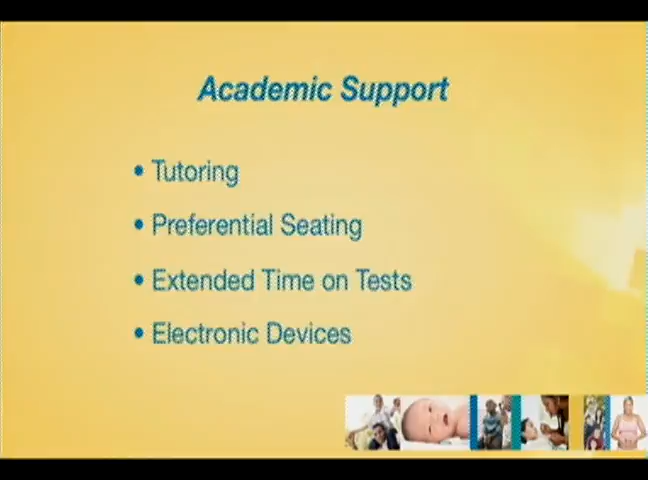 Academic Support
• Tutoring
• Preferential Seating
• Extended Time on Tests
• Electronic Devices